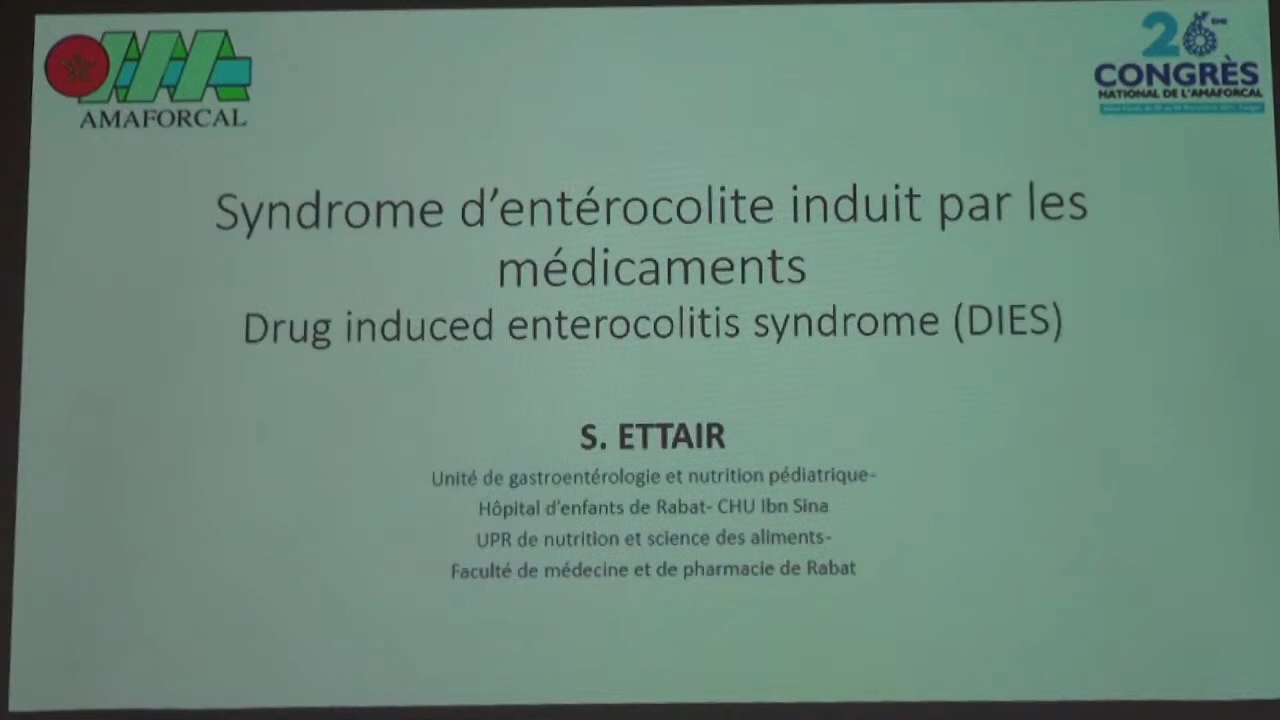 AMAFORCAL
26ème
CONGRÈS
NATIONAL DE L'AMAFORCAL
Syndrome d'entérocolite induit par les
médicaments
Drug induced enterocolitis syndrome (DIES)
S. ETTAIR
Unité de gastroentérologie et nutrition pédiatrique-
Hôpital d'enfants de Rabat- CHU Ibn Sina
UPR de nutrition et science des aliments-
Faculté de médecine et de pharmacie de Rabat